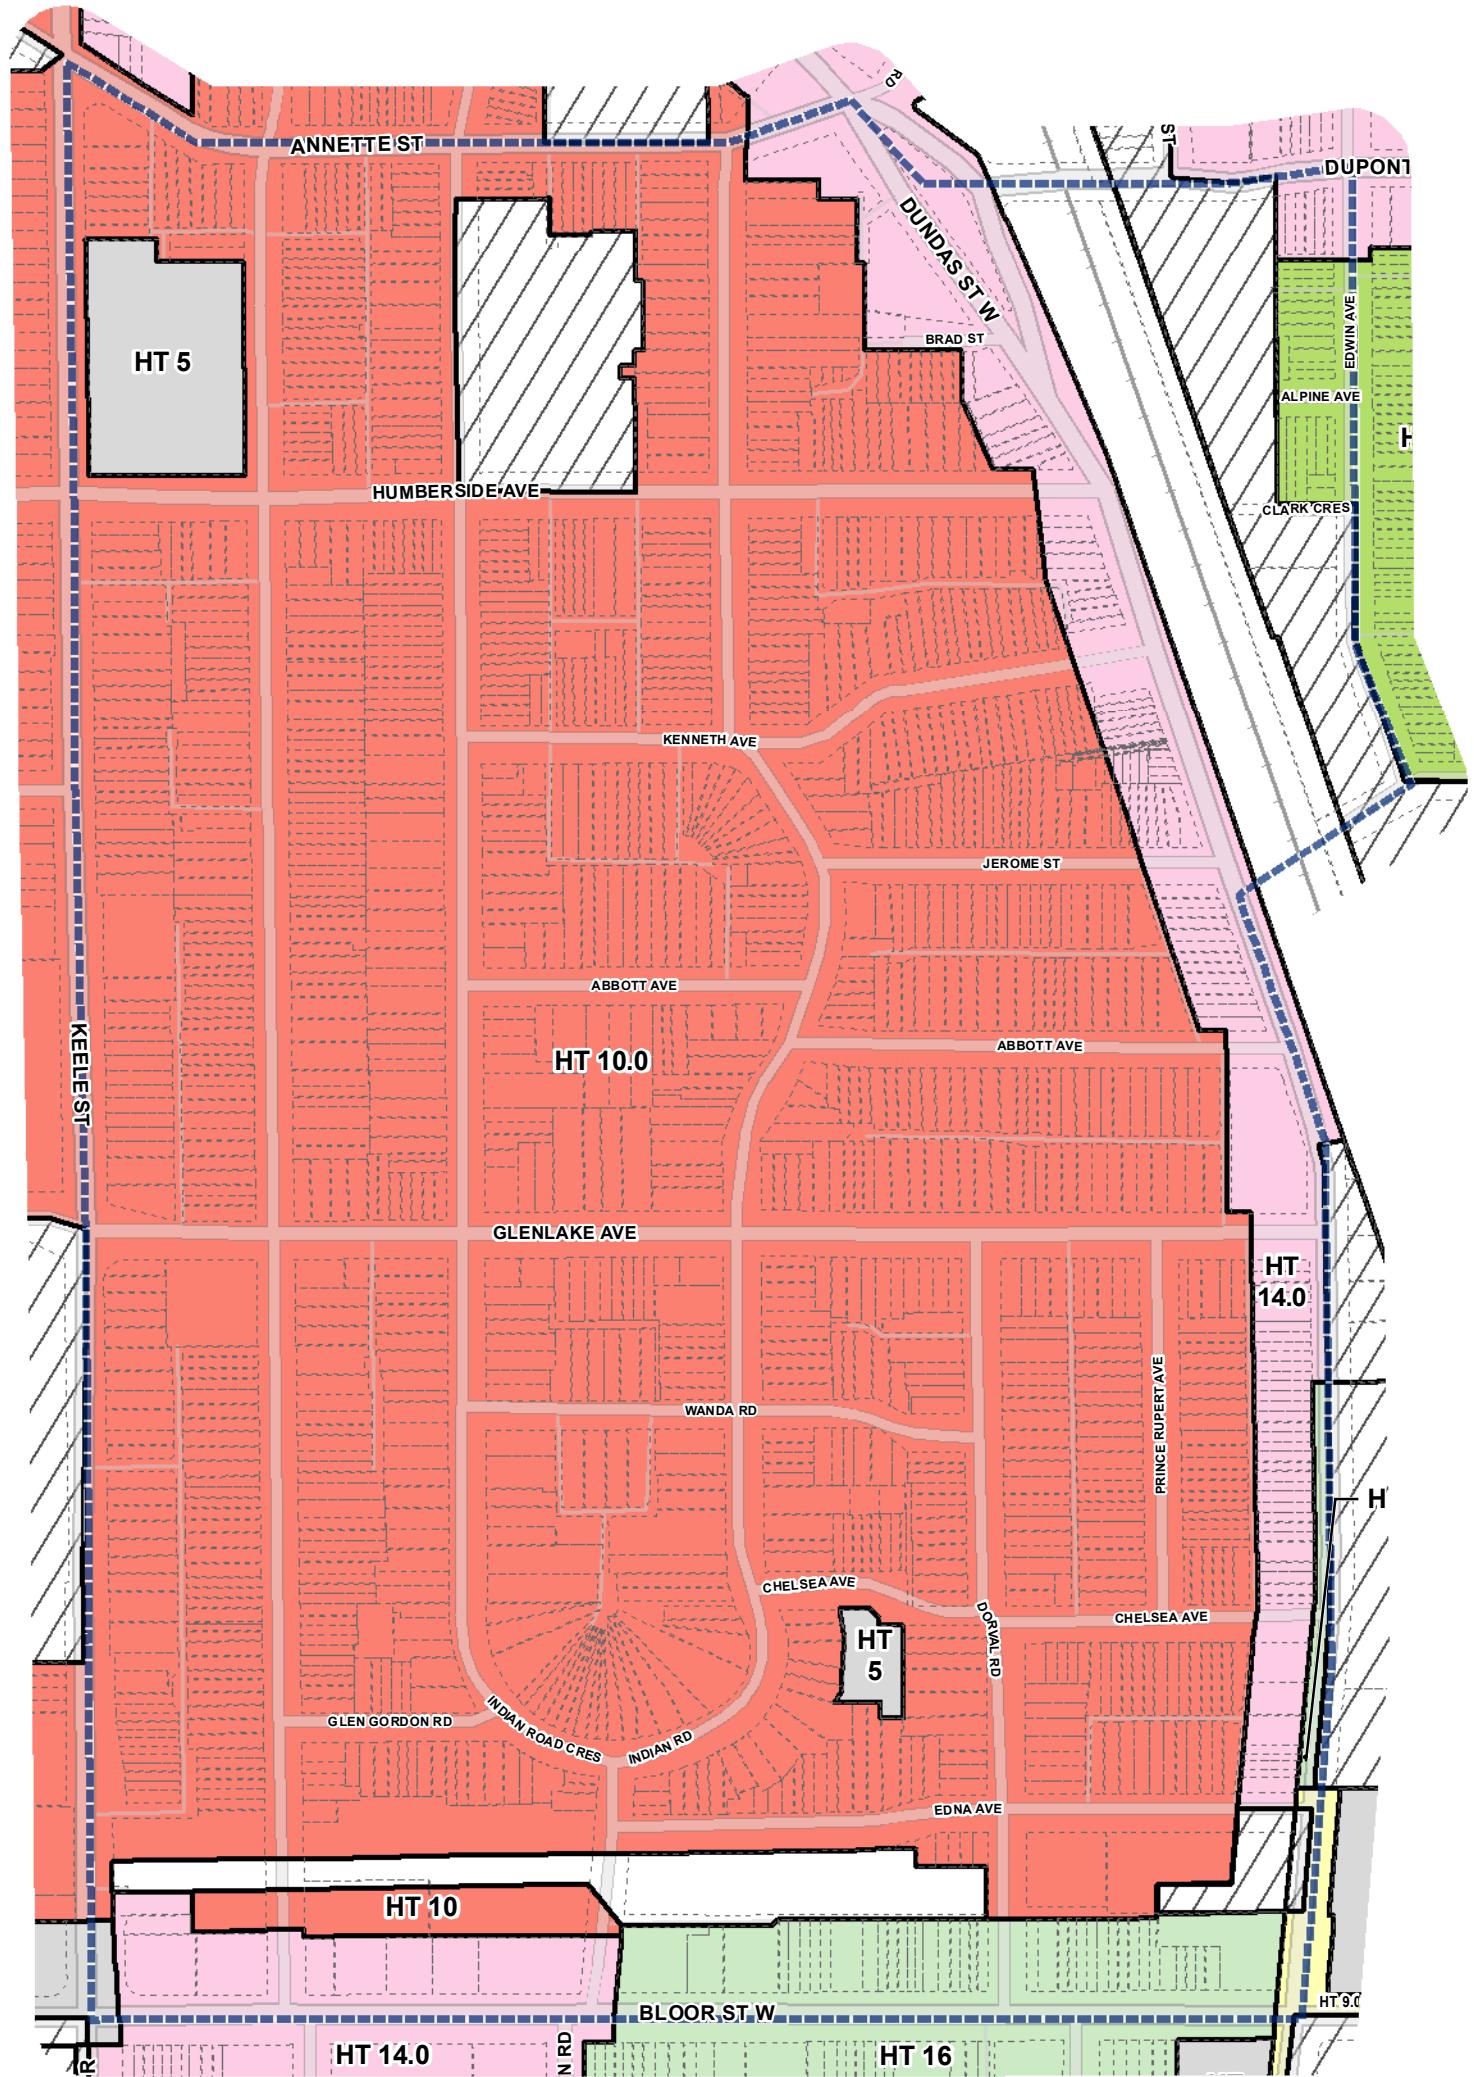 RD
ST
ANNETTE ST
DUPONT
DUNDAS ST W
BRAD ST
EDWIN AVE
ALPINE AVE
HT 5
H
HUMBERSIDE AVE
CLARK CRES
KENNETH AVE
JEROME ST
ABBOTT AVE
ABBOTT AVE
HT 10.0
KEELE ST
GLENLAKE AVE
HT
14.0
WANDA RD
PRINCE RUPERT AVE
H
CHELSEA AVE
CHELSEA AVE
DORVAL RD
HT
5
GLEN GORDON RD
INDIAN ROAD CRES
INDIAN RD
EDNA AVE
HT 10
HT 9.0
BLOOR ST W
HT 14.0
N RD
HT 16
R